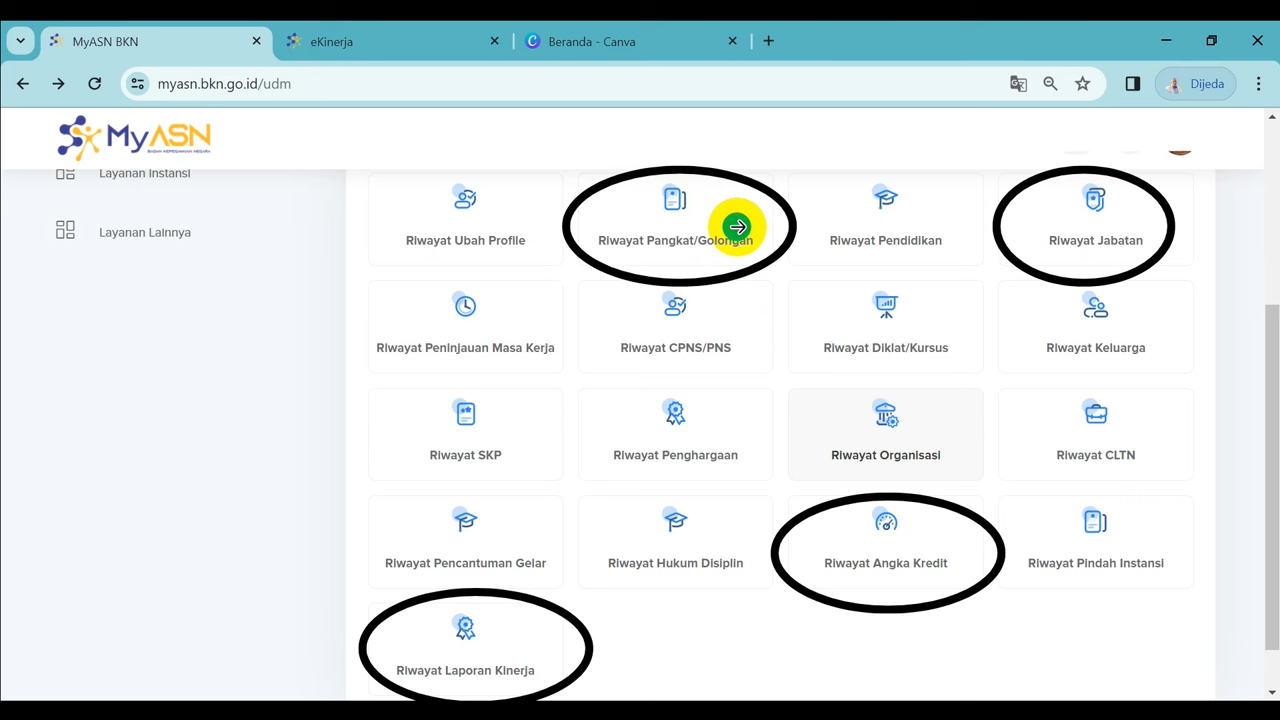 MyASN BKN
eKinerja
Beranda - Canva
myasn.bkn.go.id/udm
Dijeda
MyASN
BADAN KEPEGAWAIAN NEGARA
Layanan Instansi
Layanan Lainnya
Riwayat Ubah Profile
Riwayat Pangkat/Golongan
Riwayat Pendidikan
Riwayat Jabatan
Riwayat Peninjauan Masa Kerja
Riwayat CPNS/PNS
Riwayat Diklat/Kursus
Riwayat Keluarga
Riwayat SKP
Riwayat Penghargaan
Riwayat Organisasi
Riwayat CLTN
Riwayat Pencantuman Gelar
Riwayat Hukum Disiplin
Riwayat Angka Kredit
Riwayat Pindah Instansi
Riwayat Laporan Kinerja